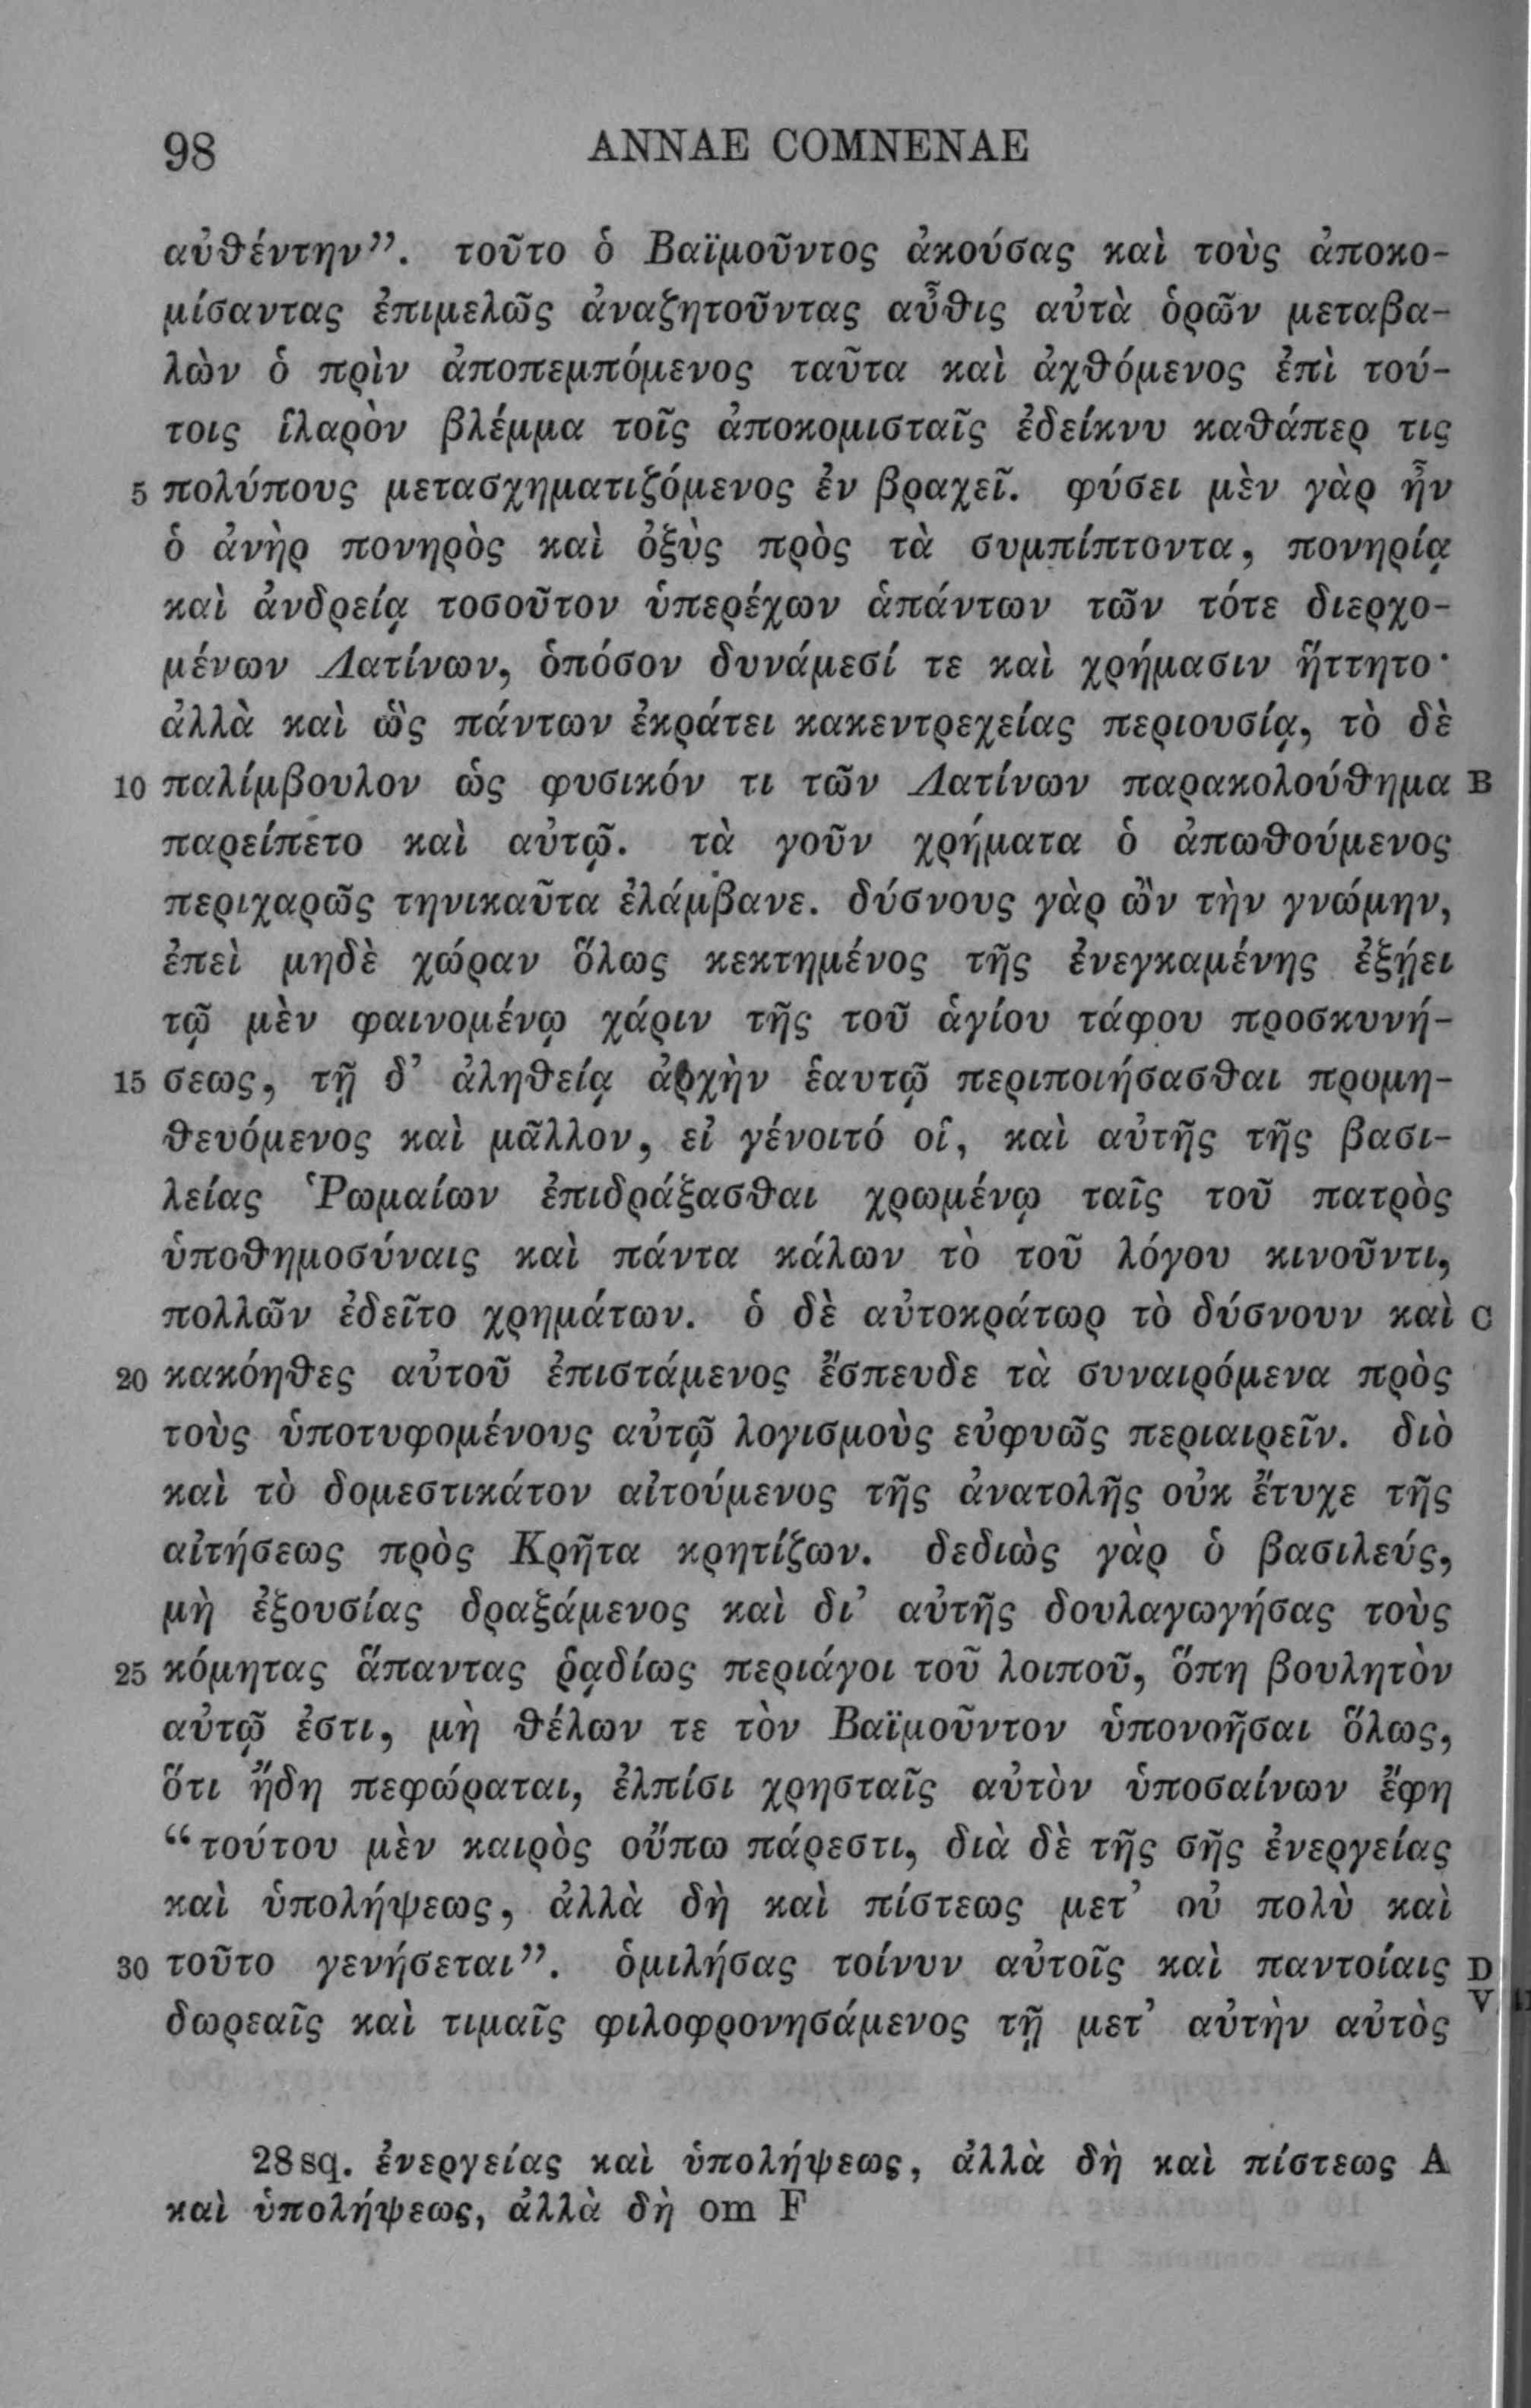 98 ANNAE COMNENAE
αὐθέντην”. τοῦτο ὁ Βαϊμοῦντος ἀκούσας καὶ τοὺς ἀποκο-
μίσαντας ἐπιμελῶς ἀναζητοῦντας αὖθις αὐτὰ ὁρῶν μεταβα-
λὼν ὁ πρὶν ἀποπεμπόμενος ταῦτα καὶ ἀχθόμενος ἐπὶ τού-
τοις ἱλαρὸν βλέμμα τοῖς ἀποκομισταῖς ἐδείκνυ καθάπερ τις
5 πολύπους μετασχηματιζόμενος ἐν βραχεῖ. φύσει μὲν γὰρ ἦν
ὁ ἀνὴρ πονηρὸς καὶ ὀξὺς πρὸς τὰ συμπίπτοντα, πονηρίᾳ
καὶ ἀνδρείᾳ τοσοῦτον ὑπερέχων ἁπάντων τῶν τότε διερχο-
μένων Λατίνων, ὁπόσον δυνάμεσί τε καὶ χρήμασιν ἥττητο·
ἀλλὰ καὶ ὣς πάντων ἐκράτει κακεντρεχείας περιουσίᾳ, τὸ δὲ
10 παλίμβουλον ὡς φυσικόν τι τῶν Λατίνων παρακολούθημα B
παρείπετο καὶ αὐτῷ. τὰ γοῦν χρήματα ὁ ἀπωθούμενος
περιχαρῶς τηνικαῦτα ἐλάμβανε. δύσνους γὰρ ὢν τὴν γνώμην,
ἐπεὶ μηδὲ χώραν ὅλως κεκτημένος τῆς ἐνεγκαμένης ἐξῄει
τῷ μὲν φαινομένῳ χάριν τῆς τοῦ ἁγίου τάφου προσκυνή-
15 σεως, τῇ δ’ ἀληθείᾳ ἀρχὴν ἑαυτῷ περιποιήσασθαι προμη-
θευόμενος καὶ μᾶλλον, εἰ γένοιτό οἱ, καὶ αὐτῆς τῆς βασι-
λείας Ῥωμαίων ἐπιδράξασθαι χρωμένῳ ταῖς τοῦ πατρὸς
ὑποθημοσύναις καὶ πάντα κάλων τὸ τοῦ λόγου κινοῦντι,
πολλῶν ἐδεῖτο χρημάτων. ὁ δὲ αὐτοκράτωρ τὸ δύσνουν καὶ C
20 κακόηθες αὐτοῦ ἐπιστάμενος ἔσπευδε τὰ συναιρόμενα πρὸς
τοὺς ὑποτυφομένους αὐτῷ λογισμοὺς εὐφυῶς περιαιρεῖν. διὸ
καὶ τὸ δομεστικάτον αἰτούμενος τῆς ἀνατολῆς οὐκ ἔτυχε τῆς
αἰτήσεως πρὸς Κρῆτα κρητίζων. δεδιὼς γὰρ ὁ βασιλεύς,
μὴ ἐξουσίας δραξάμενος καὶ δι’ αὐτῆς δουλαγωγήσας τοὺς
25 κόμητας ἅπαντας ῥᾳδίως περιάγοι τοῦ λοιποῦ, ὅπη βουλητὸν
αὐτῷ ἐστι, μὴ θέλων τε τὸν Βαϊμοῦντον ὑπονοῆσαι ὅλως,
ὅτι ἤδη πεφώραται, ἐλπίσι χρησταῖς αὐτὸν ὑποσαίνων ἔφη
“τούτου μὲν καιρὸς οὔπω πάρεστι, διὰ δὲ τῆς σῆς ἐνεργείας
καὶ ὑπολήψεως, ἀλλὰ δὴ καὶ πίστεως μετ’ οὐ πολὺ καὶ
30 τοῦτο γενήσεται”. ὁμιλήσας τοίνυν αὐτοῖς καὶ παντοίαις D
δωρεαῖς καὶ τιμαῖς φιλοφρονησάμενος τῇ μετ’ αὐτὴν αὐτὸς V
28 sq. ἐνεργείας καὶ ὑπολήψεως, ἀλλὰ δὴ καὶ πίστεως A
καὶ ὑπολήψεως, ἀλλὰ δὴ om F